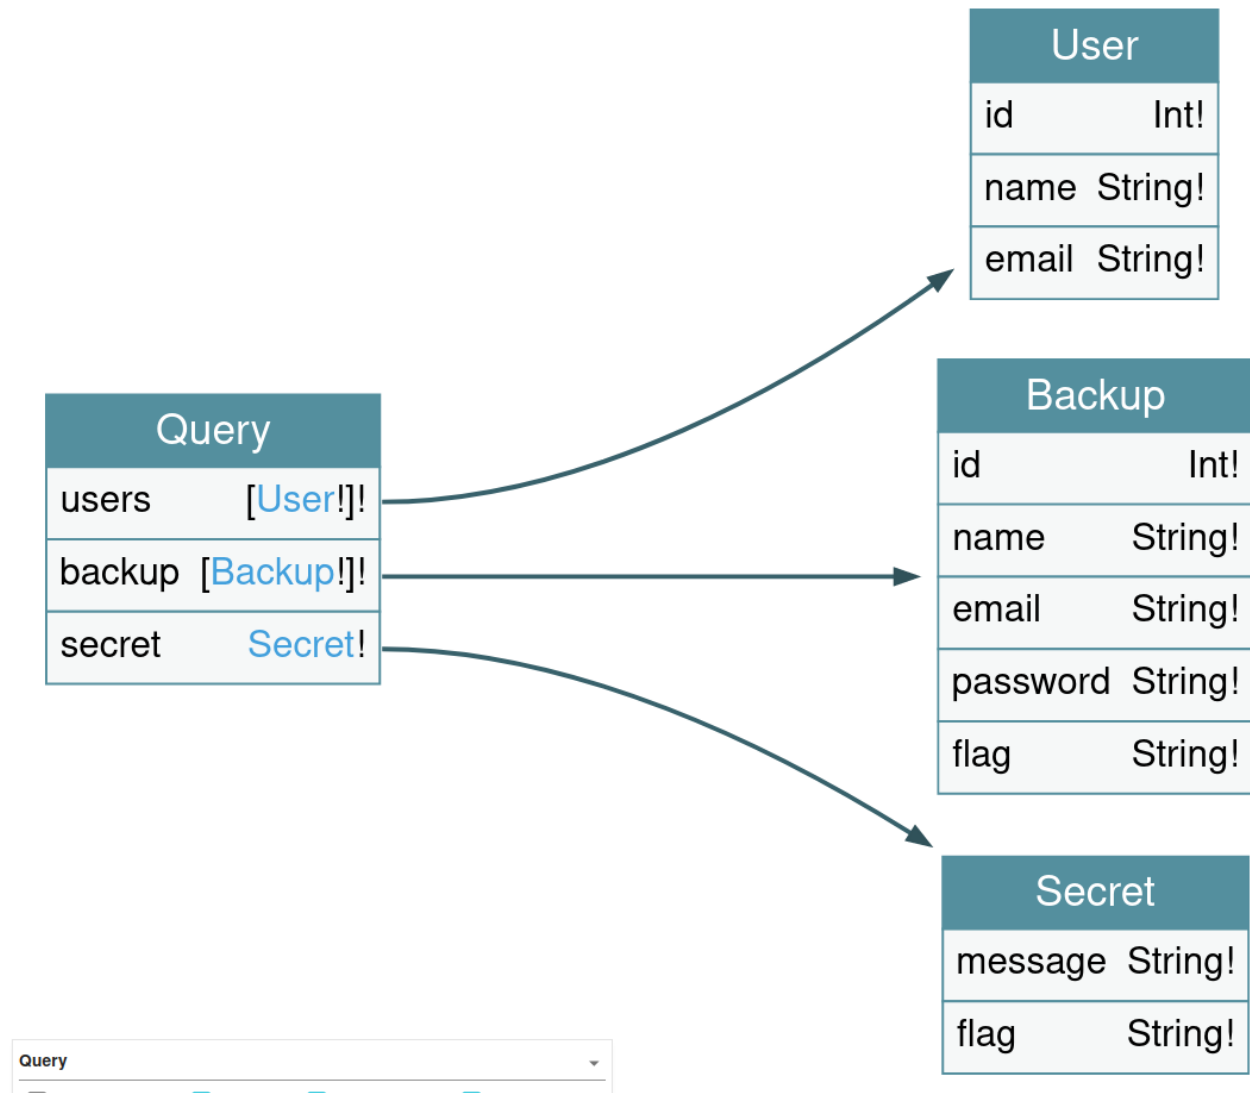 User
id Int!
name String!
email String!
Query
users [User!]!
backup [Backup!]!
secret Secret!
Backup
id Int!
name String!
email String!
password String!
flag String!
Secret
message String!
flag String!
Query